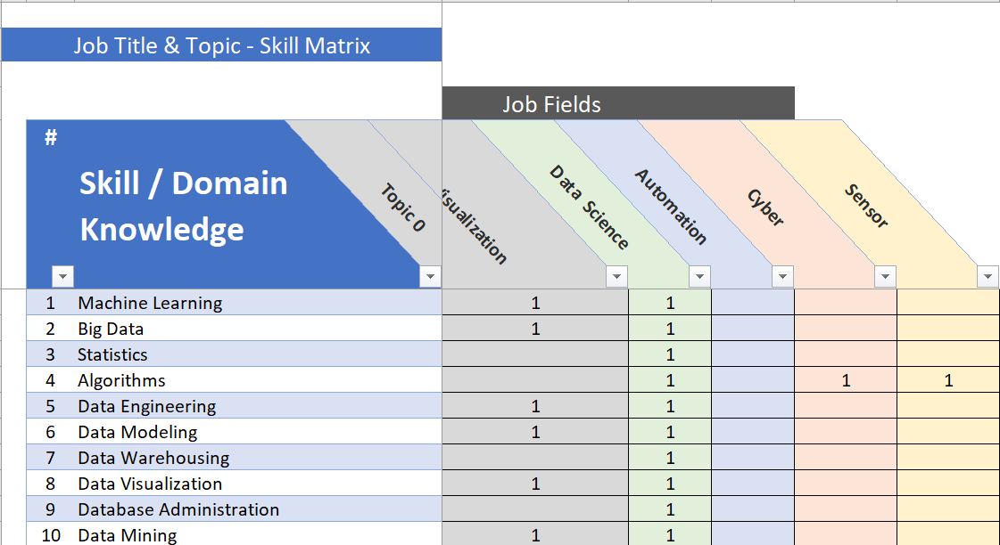 Job Title & Topic - Skill Matrix
Job Fields
#
Skill / Domain
Knowledge
Topic 0
isualization
Data Science
Automation
Cyber
Sensor
1 Machine Learning 1 1
2 Big Data 1 1
3 Statistics 1
4 Algorithms 1 1 1
5 Data Engineering 1 1
6 Data Modeling 1 1
7 Data Warehousing 1
8 Data Visualization 1 1
9 Database Administration 1
10 Data Mining 1 1